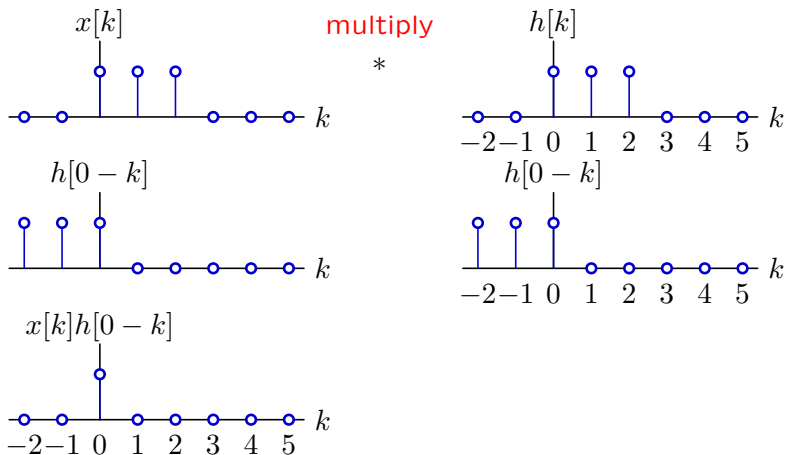 x[k]
multiply
h[k]
*
k
k
−2 −1 0 1 2 3 4 5
h[0 − k]
h[0 − k]
k
k
−2 −1 0 1 2 3 4 5
x[k]h[0 − k]
k
−2 −1 0 1 2 3 4 5